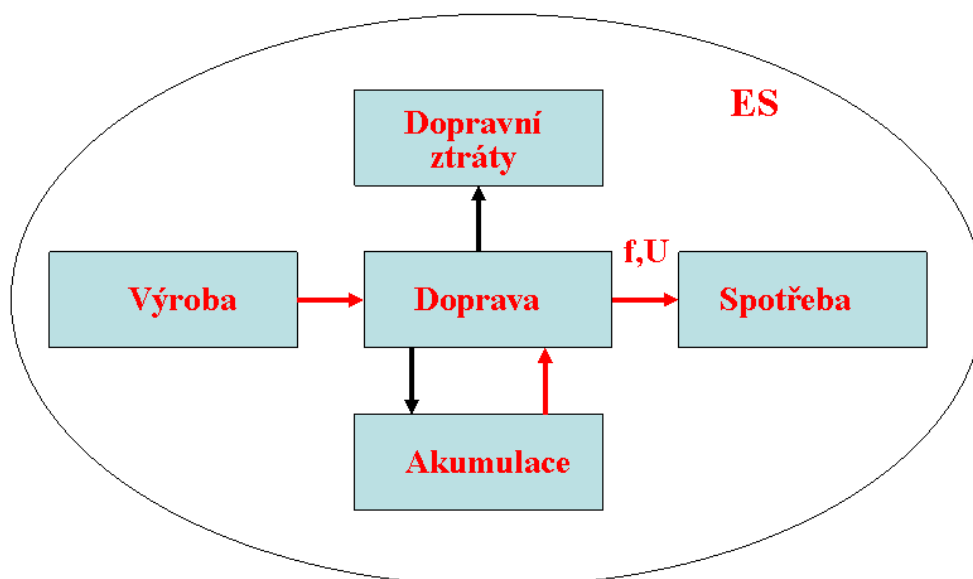 ES
Dopravní
ztráty
f,U
Výroba
Doprava
Spotřeba
Akumulace